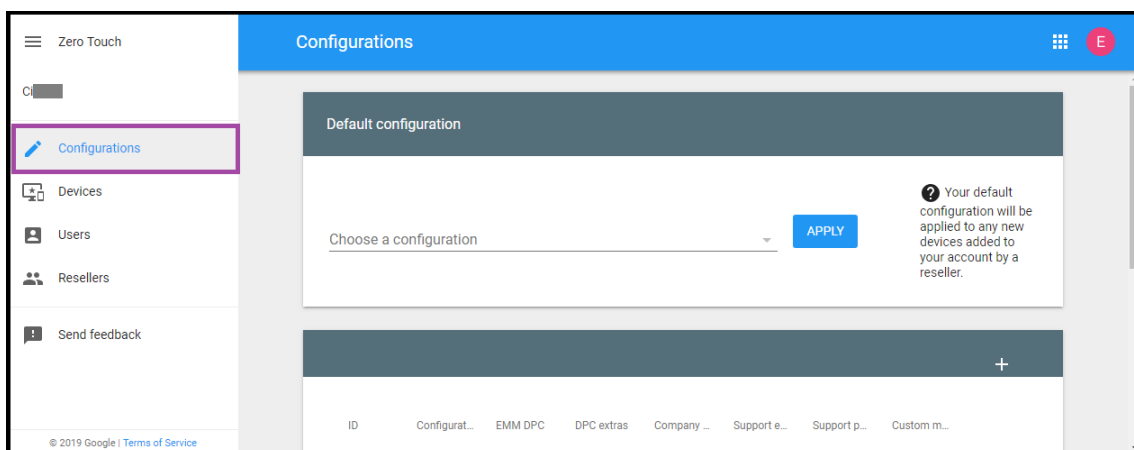 Zero Touch
Configurations
E
Ci
Configurations
Devices
Users
Resellers
Send feedback
© 2019 Google | Terms of Service
Default configuration
Choose a configuration
APPLY
Your default
configuration will be
applied to any new
devices added to
your account by a
reseller.
+
ID Configurat... EMM DPC DPC extras Company ... Support e... Support p... Custom m...